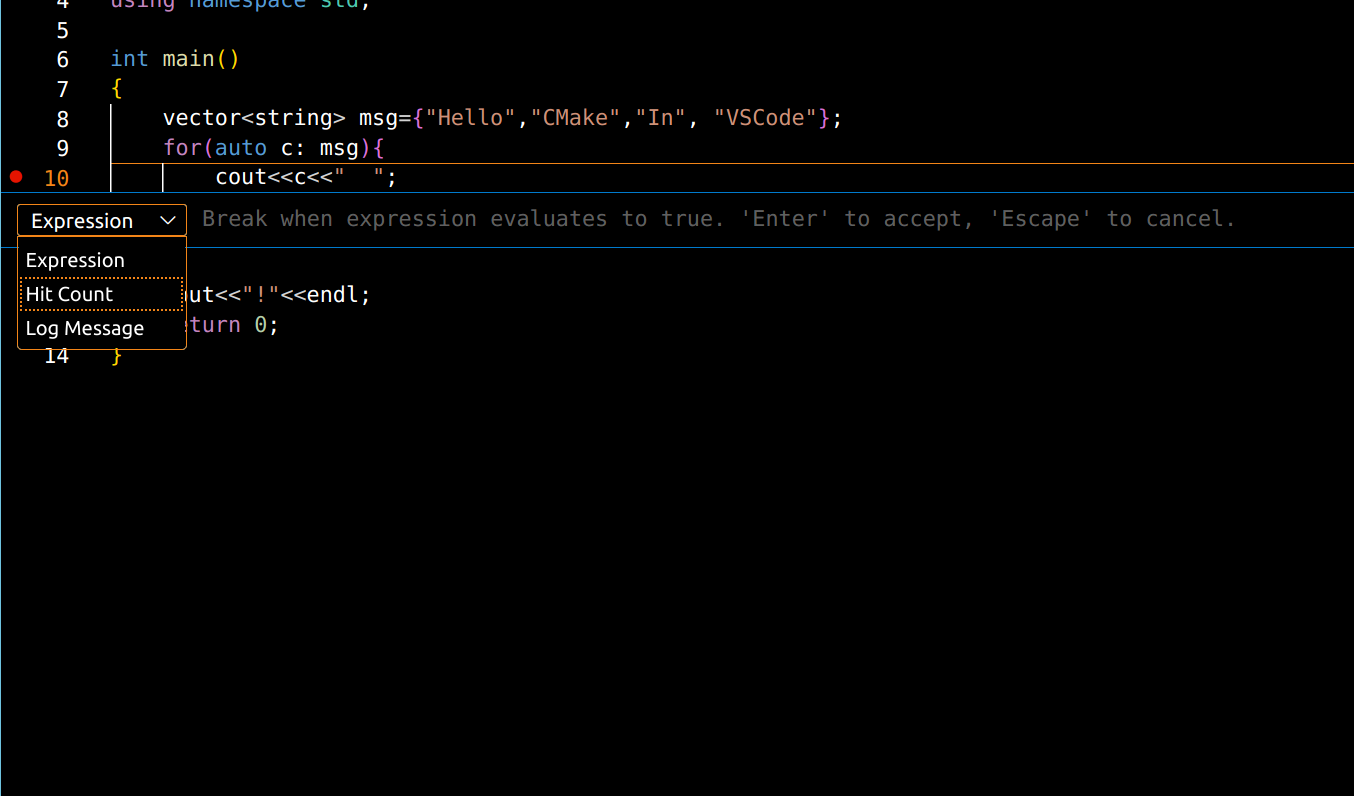 4 using namespace std;
5
6 int main()
7 {
8 vector<string> msg={"Hello","CMake","In", "VSCode"};
9 for(auto c: msg){
10 cout<<c<<"  ";
Expression Break when expression evaluates to true. 'Enter' to accept, 'Escape' to cancel.
Expression
Hit Count ut<<"!"<<endl;
Log Message turn 0;
14 }